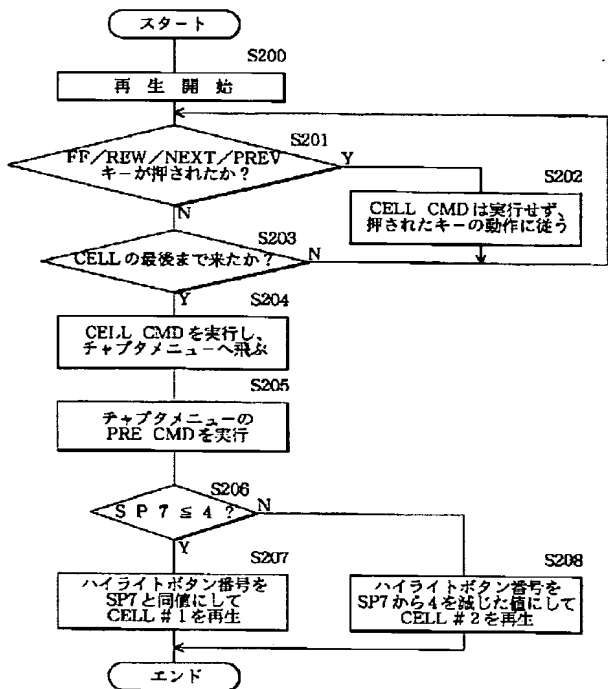 スタート
S200
再 生 開 始
S201
FF/REW/NEXT/PREV
キーが押されたか?
Y
N
S202
CELL CMDは実行せず、
押されたキーの動作に従う
S203
CELLの最後まで来たか?
N
Y
S204
CELL CMDを実行し、
チャプタメニューへ飛ぶ
S205
チャプタメニューの
PRE CMDを実行
S206
S P 7 ≦ 4 ?
N
Y
S207
ハイライトボタン番号を
SP7と同値にして
CELL #1を再生
S208
ハイライトボタン番号を
SP7から4を減じた値にして
CELL #2を再生
エンド